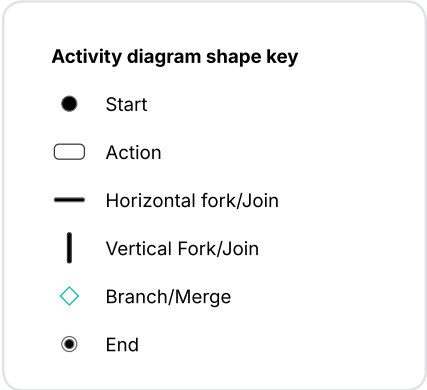 Activity diagram shape key
Start
Action
Horizontal fork/Join
Vertical Fork/Join
Branch/Merge
End